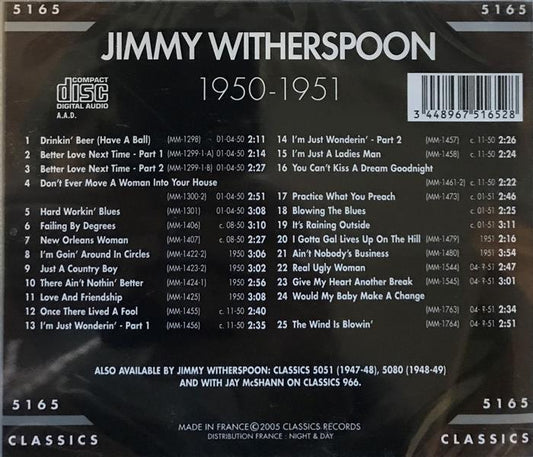 5165 5165
JIMMY WITHERSPOON
1950-1951
COMPACT
disc
DIGITAL AUDIO
A.A.D.
3 448967 516528
1 Drinkin' Beer (Have A Ball) (MM-1298) 01-04-50 2:11
2 Better Love Next Time - Part 1 (MM-1299-1-A) 01-04-50 2:14
3 Better Love Next Time - Part 2 (MM-1299-1-B) 01-04-50 2:27
4 Don't Ever Move A Woman Into Your House
(MM-1300-2) 01-04-50 2:51
5 Hard Workin' Blues (MM-1301) 01-04-50 3:08
6 Failing By Degrees (MM-1406) c. 08-50 3:10
7 New Orleans Woman (MM-1407) c. 08-50 2:27
8 I'm Goin' Around In Circles (MM-1422-2) 1950 3:06
9 Just A Country Boy (MM-1423-2) 1950 3:02
10 There Ain't Nothin' Better (MM-1424-1) 1950 2:56
11 Love And Friendship (MM-1425) 1950 3:08
12 Once There Lived A Fool (MM-1455) c. 11-50 2:40
13 I'm Just Wonderin' - Part 1 (MM-1456) c. 11-50 2:35
14 I'm Just Wonderin' - Part 2 (MM-1457) c. 11-50 2:26
15 I'm Just A Ladies Man (MM-1458) c. 11-50 2:24
16 You Can't Kiss A Dream Goodnight
(MM-1461-2) c. 11-50 2:22
17 Practice What You Preach (MM-1473) c. 01-51 2:46
18 Blowing The Blues c. 01-51 2:25
19 It's Raining Outside c. 01-51 3:11
20 I Gotta Gal Lives Up On The Hill (MM-1479) 1951 2:16
21 Ain't Nobody's Business (MM-1480) 1951 3:54
22 Real Ugly Woman (MM-1544) 04- -51 2:47
23 Give My Heart Another Break (MM-1545) 04- -51 3:01
24 Would My Baby Make A Change
(MM-1763) 04- -51 2:34
25 The Wind Is Blowin' (MM-1764) 04- -51 2:51
ALSO AVAILABLE BY JIMMY WITHERSPOON: CLASSICS 5051 (1947-48), 5080 (1948-49)
AND WITH JAY McSHANN ON CLASSICS 966.
5165 5165
MADE IN FRANCE ©2005 CLASSICS RECORDS
DISTRIBUTION FRANCE : NIGHT & DAY
CLASSICS CLASSICS